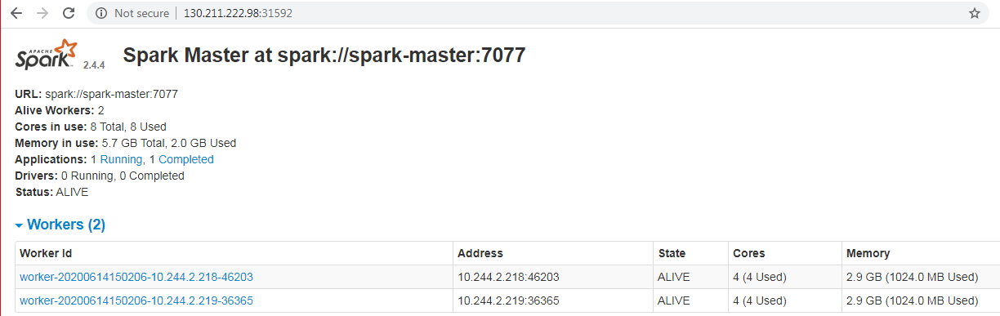 Not secure | 130.211.222.98:31592
APACHE
Spark 2.4.4 Spark Master at spark://spark-master:7077
URL: spark://spark-master:7077
Alive Workers: 2
Cores in use: 8 Total, 8 Used
Memory in use: 5.7 GB Total, 2.0 GB Used
Applications: 1 Running, 1 Completed
Drivers: 0 Running, 0 Completed
Status: ALIVE
Workers (2)
Worker Id Address State Cores Memory
worker-20200614150206-10.244.2.218-46203 10.244.2.218:46203 ALIVE 4 (4 Used) 2.9 GB (1024.0 MB Used)
worker-20200614150206-10.244.2.219-36365 10.244.2.219:36365 ALIVE 4 (4 Used) 2.9 GB (1024.0 MB Used)